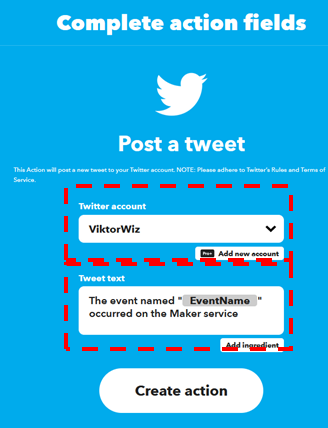 Complete action fields
Post a tweet
This Action will post a new tweet to your Twitter account. NOTE: Please adhere to Twitter's Rules and Terms of
Service.
Twitter account
ViktorWiz
Pro+ Add new account
Tweet text
The event named " EventName "
occurred on the Maker service
Add ingredient
Create action